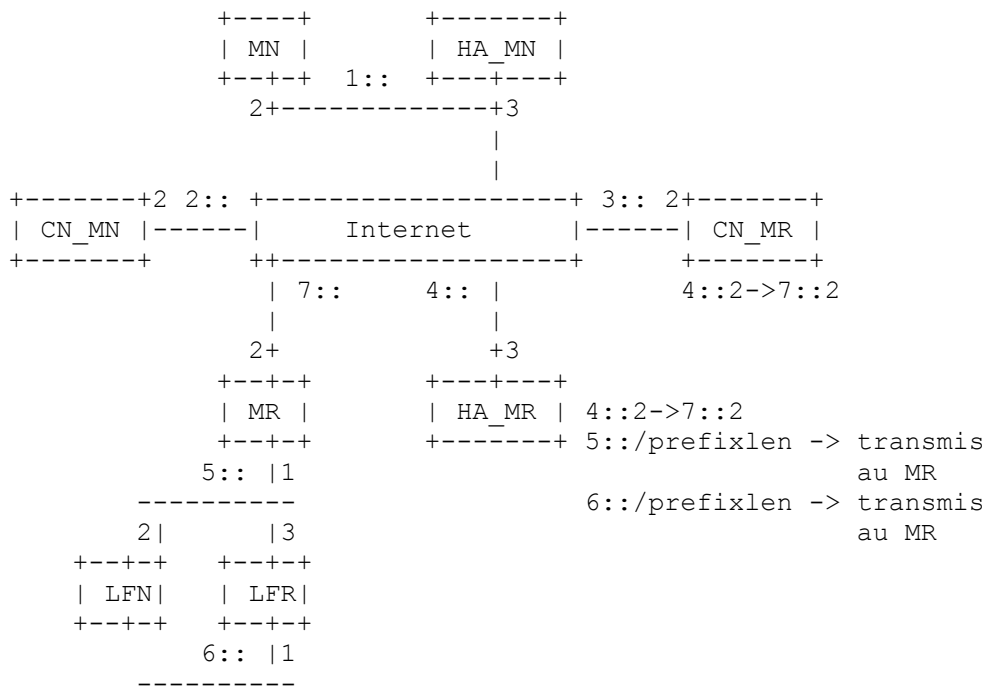 MN HA_MN
1::
2 3
2 2:: 3:: 2
CN_MN Internet CN_MR
7:: 4:: 4::2->7::2
2 3
MR HA_MR 4::2->7::2
5::/prefixlen -> transmis
5:: 1 au MR
6::/prefixlen -> transmis
2 3 au MR
LFN LFR
6:: 1